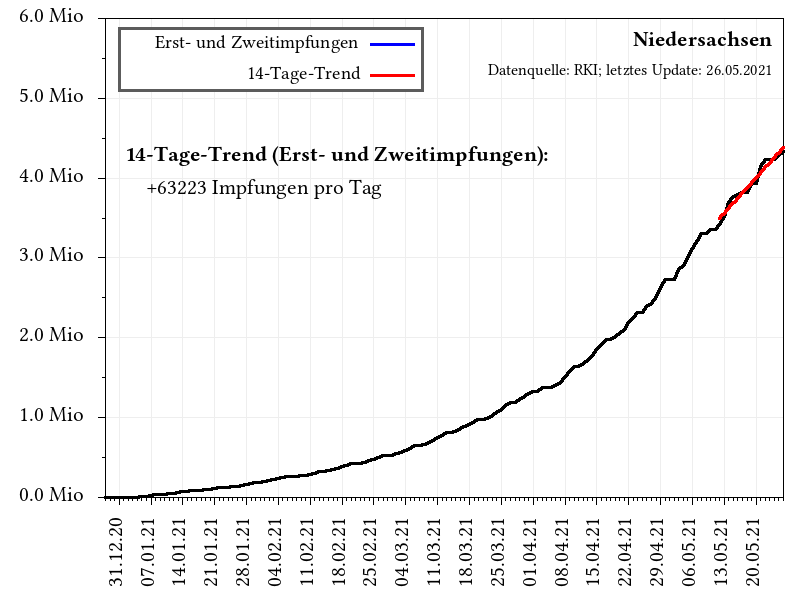 6.0 Mio
5.0 Mio
4.0 Mio
3.0 Mio
2.0 Mio
1.0 Mio
0.0 Mio
Erst- und Zweitimpfungen
14-Tage-Trend
Niedersachsen
Datenquelle: RKI; letztes Update: 26.05.2021
14-Tage-Trend (Erst- und Zweitimpfungen):
+63223 Impfungen pro Tag
31.12.20
07.01.21
14.01.21
21.01.21
28.01.21
04.02.21
11.02.21
18.02.21
25.02.21
04.03.21
11.03.21
18.03.21
25.03.21
01.04.21
08.04.21
15.04.21
22.04.21
29.04.21
06.05.21
13.05.21
20.05.21